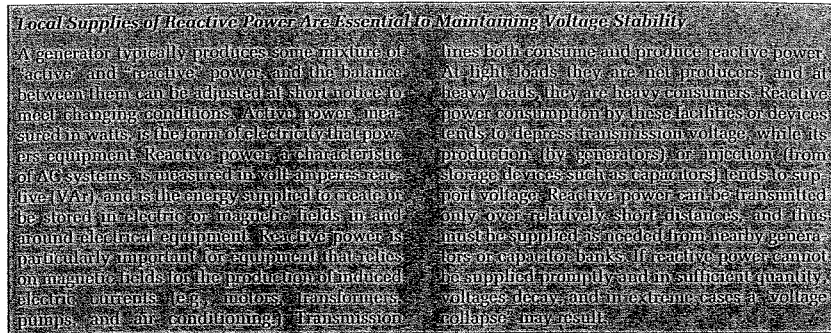 Local Supplies of Reactive Power Are Essential to Maintaining Voltage Stability
A generator typically produces some mixture of
"active" and "reactive" power, and the balance
between them can be adjusted at short notice to
meet changing conditions. Active power, mea-
sured in watts, is the form of electricity that pow-
ers equipment. Reactive power, a characteristic
of AC systems, is measured in volt-amperes reac-
tive (VAr), and is the energy supplied to create or
be stored in electric or magnetic fields in and
around electrical equipment. Reactive power is
particularly important for equipment that relies
on magnetic fields for the production of induced
electric currents (e.g., motors, transformers,
pumps, and air conditioning.) Transmission
lines both consume and produce reactive power.
At light loads they are net producers, and at
heavy loads, they are heavy consumers. Reactive
power consumption by these facilities or devices
tends to depress transmission voltage, while its
production (by generators) or injection (from
storage devices such as capacitors) tends to sup-
port voltage. Reactive power can be transmitted
only over relatively short distances, and thus
must be supplied as needed from nearby genera-
tors or capacitor banks. If reactive power cannot
be supplied promptly and in sufficient quantity,
voltages decay, and in extreme cases a "voltage
collapse" may result.